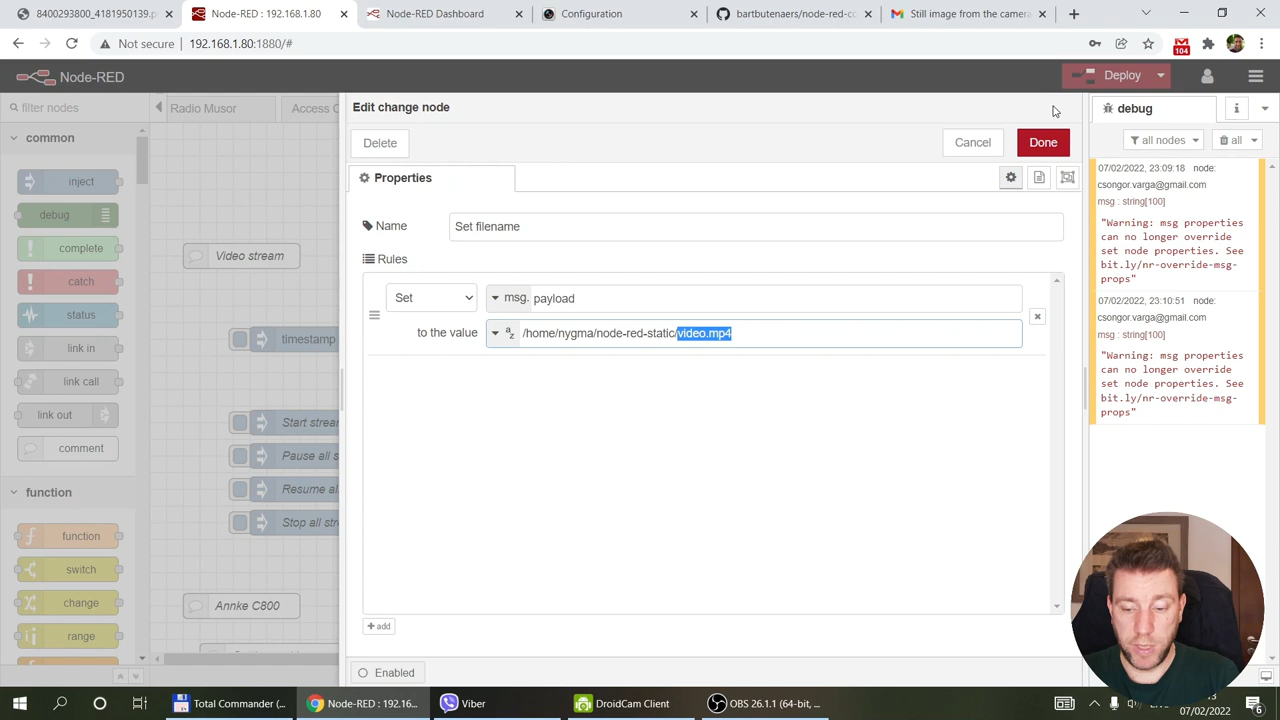 8400293800_4181950139.p
Node-RED : 192.168.1.80
Node-RED Dashboard
Configuration
bartbutenaers/node-red-co
Still image from the camera
Not secure
192.168.1.80:1880/#
104
Node-RED
Deploy
filter nodes
common
inject
debug
complete
catch
status
link in
link call
link out
comment
function
function
switch
change
range
Radio Musor
Access C
Video stream
timestamp
Start strea
Pause all s
Resume al
Stop all stre
Annke C800
Edit change node
Delete
Cancel
Done
Properties
Name
Set filename
Rules
Set
msg. payload
to the value
/home/nygma/node-red-static/video.mp4
add
Enabled
debug
all nodes
all
07/02/2022, 23:09:18 node:
csongor.varga@gmail.com
msg : string[100]
"Warning: msg properties
can no longer override
set node properties. See
bit.ly/nr-override-msg-
props"
07/02/2022, 23:10:51 node:
csongor.varga@gmail.com
msg : string[100]
"Warning: msg properties
can no longer override
set node properties. See
bit.ly/nr-override-msg-
props"
Total Commander (...
Node-RED : 192.16...
Viber
DroidCam Client
OBS 26.1.1 (64-bit, ...
07/02/2022
6